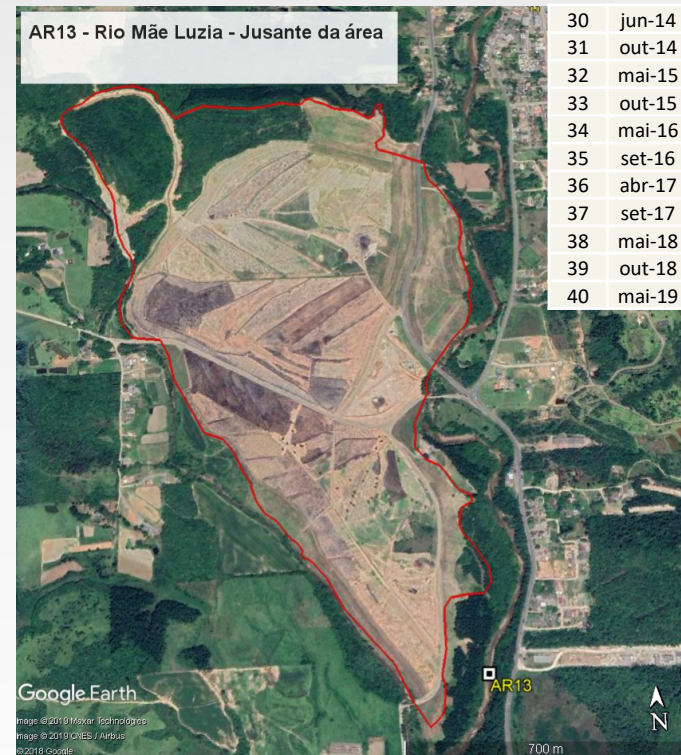 AR13 - Rio Mãe Luzia - Jusante da área
30 jun-14
31 out-14
32 mai-15
33 out-15
34 mai-16
35 set-16
36 abr-17
37 set-17
38 mai-18
39 out-18
40 mai-19
AR13
Google Earth
Image © 2019 Maxar Technologies
Image © 2019 CNES / Airbus
© 2018 Google
N
700 m